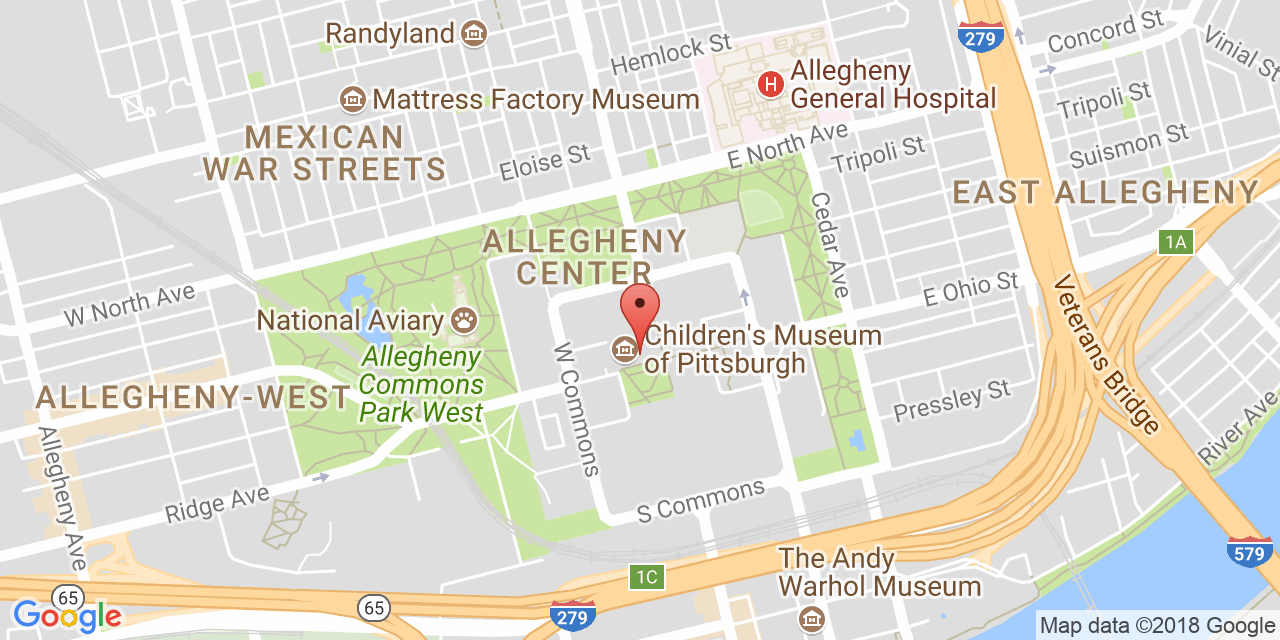 Randyland
Hemlock St
279
Concord St
Vinial St
Allegheny
General Hospital
H
Mattress Factory Museum
Tripoli St
MEXICAN
WAR STREETS
Eloise St
E North Ave
Tripoli St
Suismon St
EAST ALLEGHENY
Cedar Ave
ALLEGHENY
CENTER
1A
W North Ave
E Ohio St
National Aviary
Children's Museum
of Pittsburgh
Allegheny
Commons
Park West
Veterans Bridge
ALLEGHENY-WEST
W Commons
Pressley St
River Ave
Allegheny Ave
Ridge Ave
S Commons
The Andy
Warhol Museum
579
1C
65
65
279
Google
Map data ©2018 Google